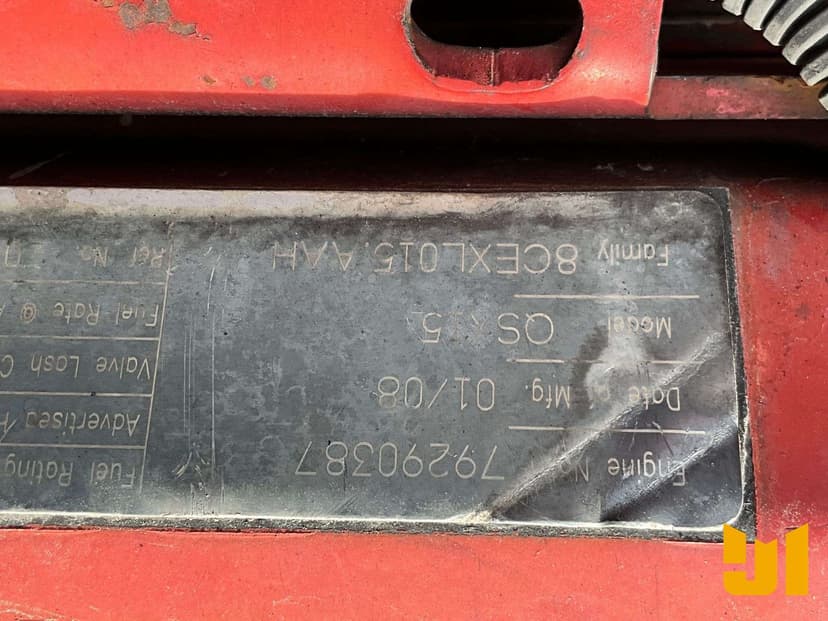 Engine No. 79290387 Fuel Rating
Date of Mfg. 01/08 Advertised
Model QSX15 Valve Lash
Family 8CEXL015.AAH Fuel Rate @
Ref No.